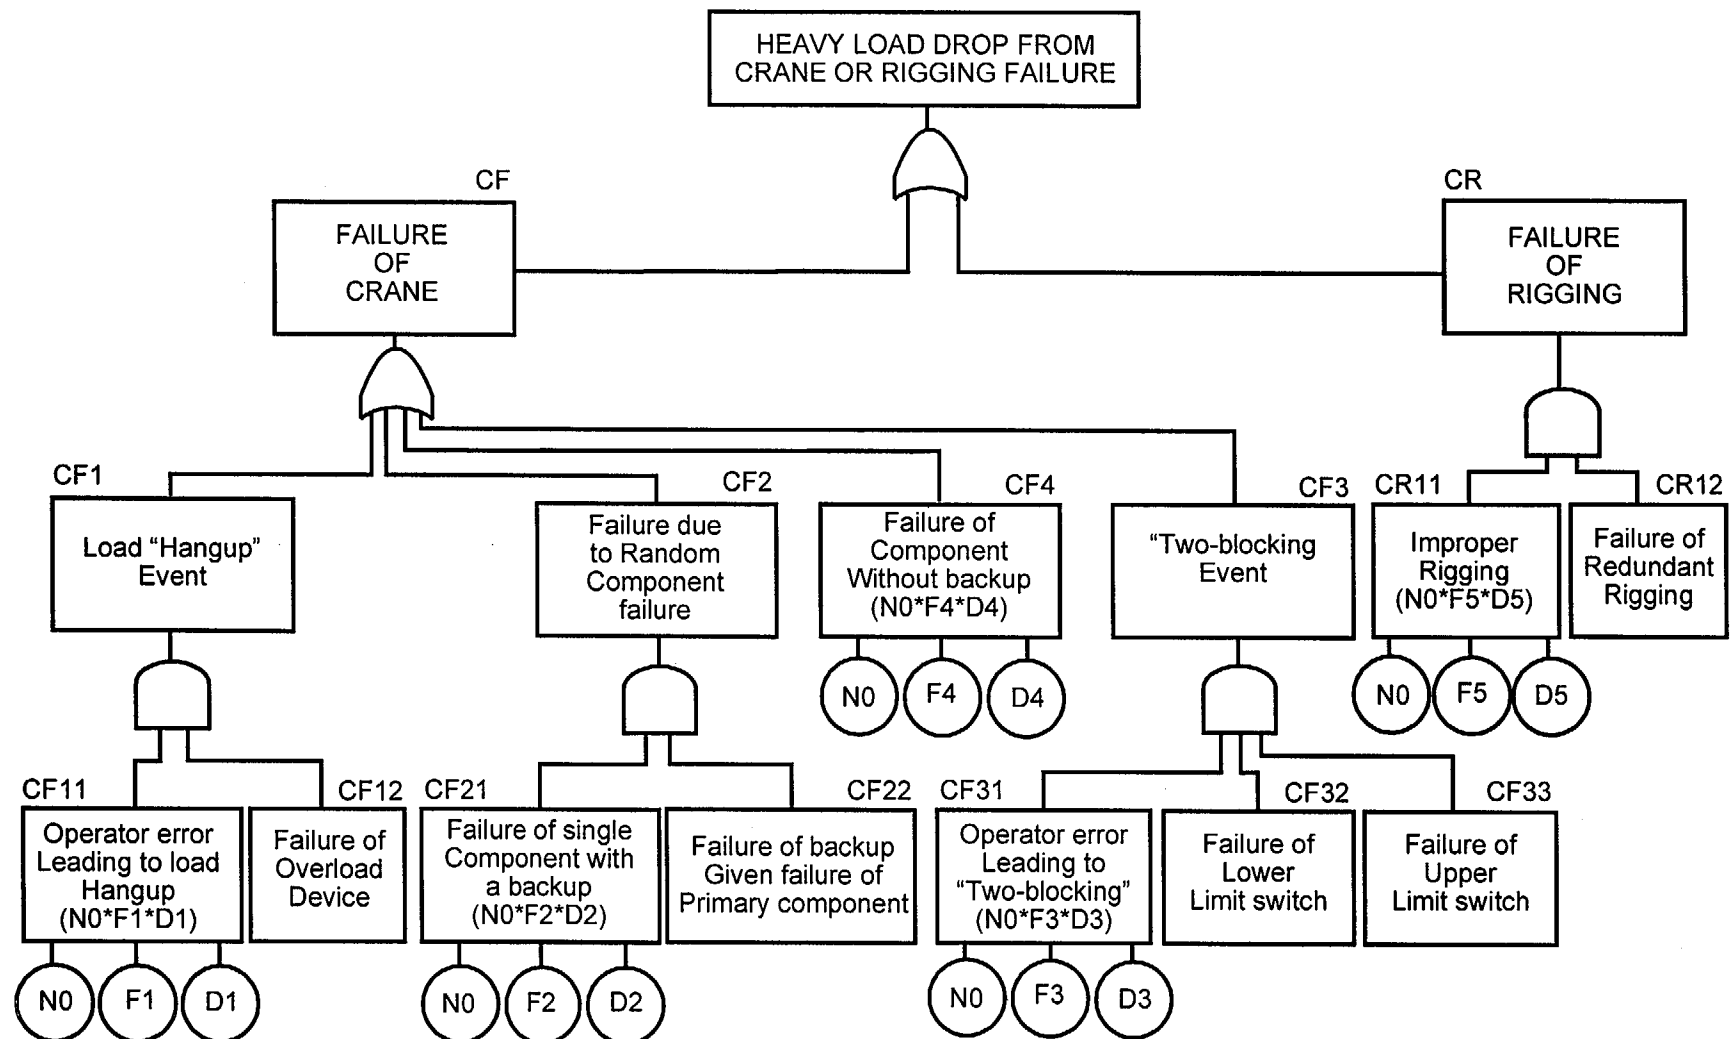 HEAVY LOAD DROP FROM
CRANE OR RIGGING FAILURE
CF
FAILURE
OF
CRANE
CR
FAILURE
OF
RIGGING
CF1
Load “Hangup”
Event
CF2
Failure due
to Random
Component
failure
CF4
Failure of
Component
Without backup
(N0*F4*D4)
N0
F4
D4
CF3
“Two-blocking
Event
CR11
Improper
Rigging
(N0*F5*D5)
N0
F5
D5
CR12
Failure of
Redundant
Rigging
CF11
Operator error
Leading to load
Hangup
(N0*F1*D1)
N0
F1
D1
CF12
Failure of
Overload
Device
CF21
Failure of single
Component with
a backup
(N0*F2*D2)
N0
F2
D2
CF22
Failure of backup
Given failure of
Primary component
CF31
Operator error
Leading to
“Two-blocking”
(N0*F3*D3)
N0
F3
D3
CF32
Failure of
Lower
Limit switch
CF33
Failure of
Upper
Limit switch